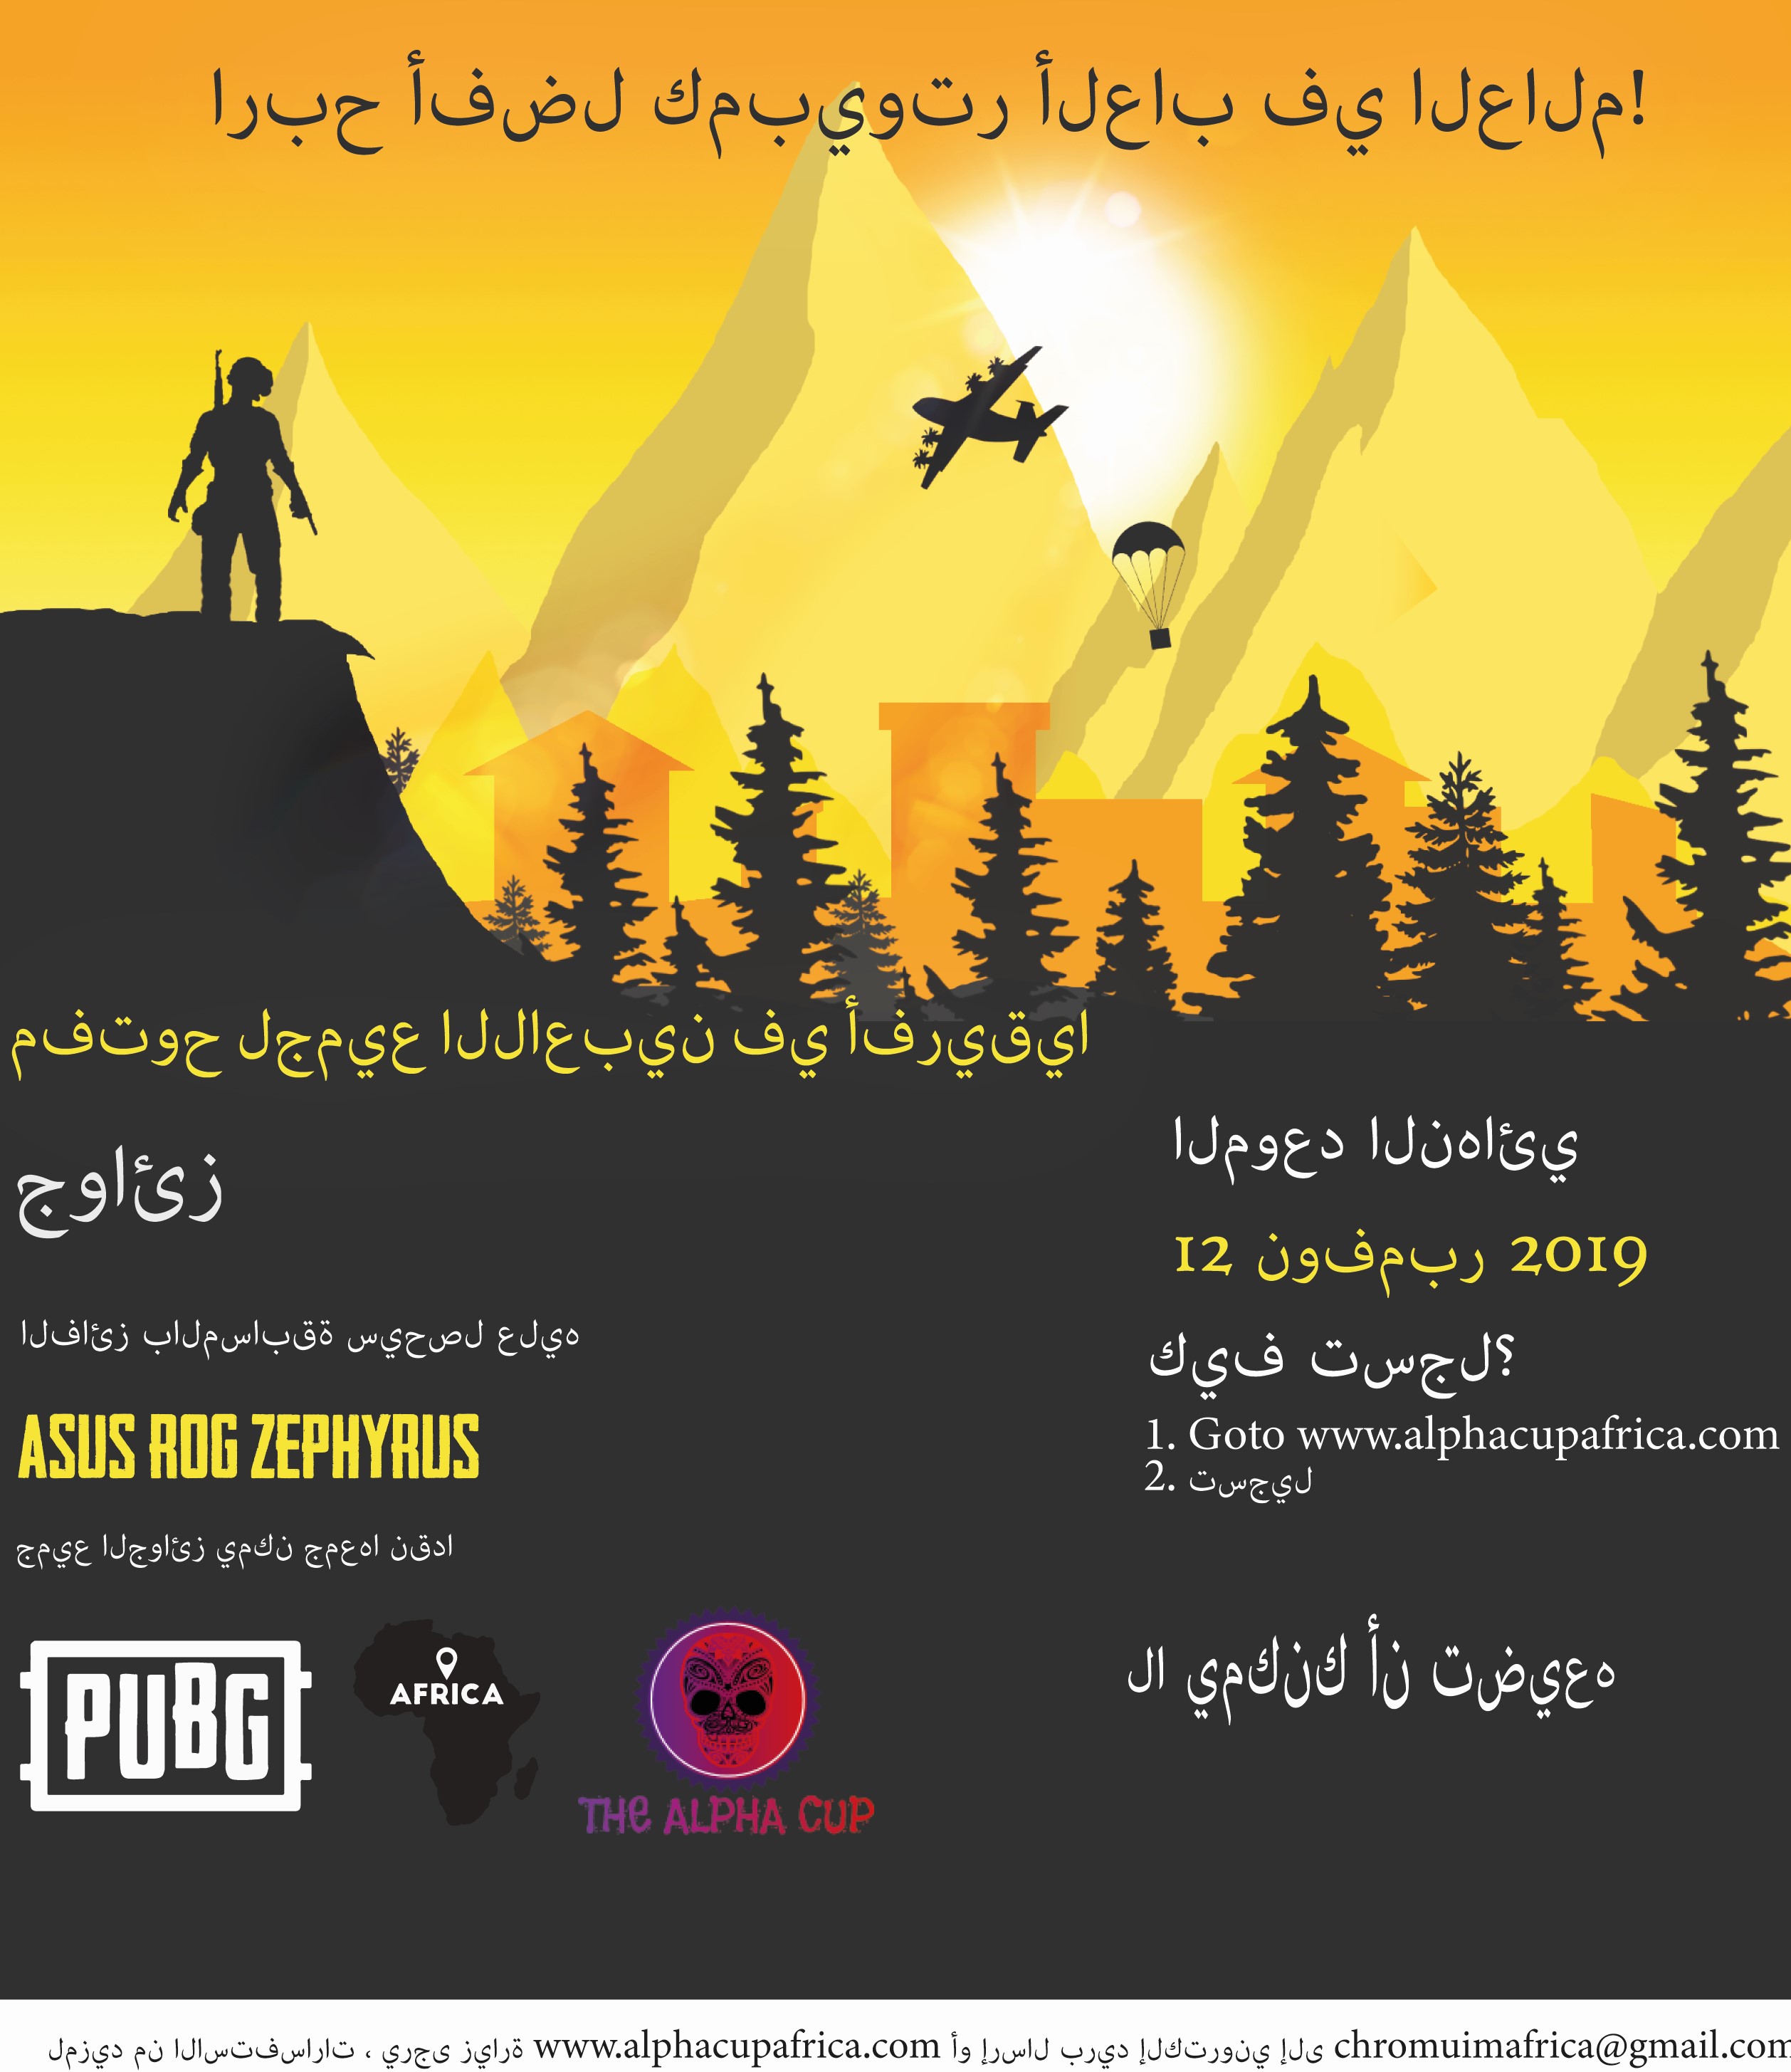 اربح أفضل كمبيوتر ألعاب في العالم!
مفتوح لجميع اللاعبين في أفريقيا
جوائز
الفائز بالمسابقة سيحصل عليه
ASUS ROG ZEPHYRUS
جميع الجوائز يمكن جمعها نقدا
الموعد النهائي
12 نوفمبر 2019
كيف تسجل؟
1. Goto www.alphacupafrica.com
2. تسجيل
لا يمكنك أن تضيعه
PUBG
AFRICA
THE ALPHA CUP
لمزيد من الاستفسارات ، يرجى زيارة www.alphacupafrica.com أو إرسال بريد إلكتروني إلى chromuimafrica@gmail.com